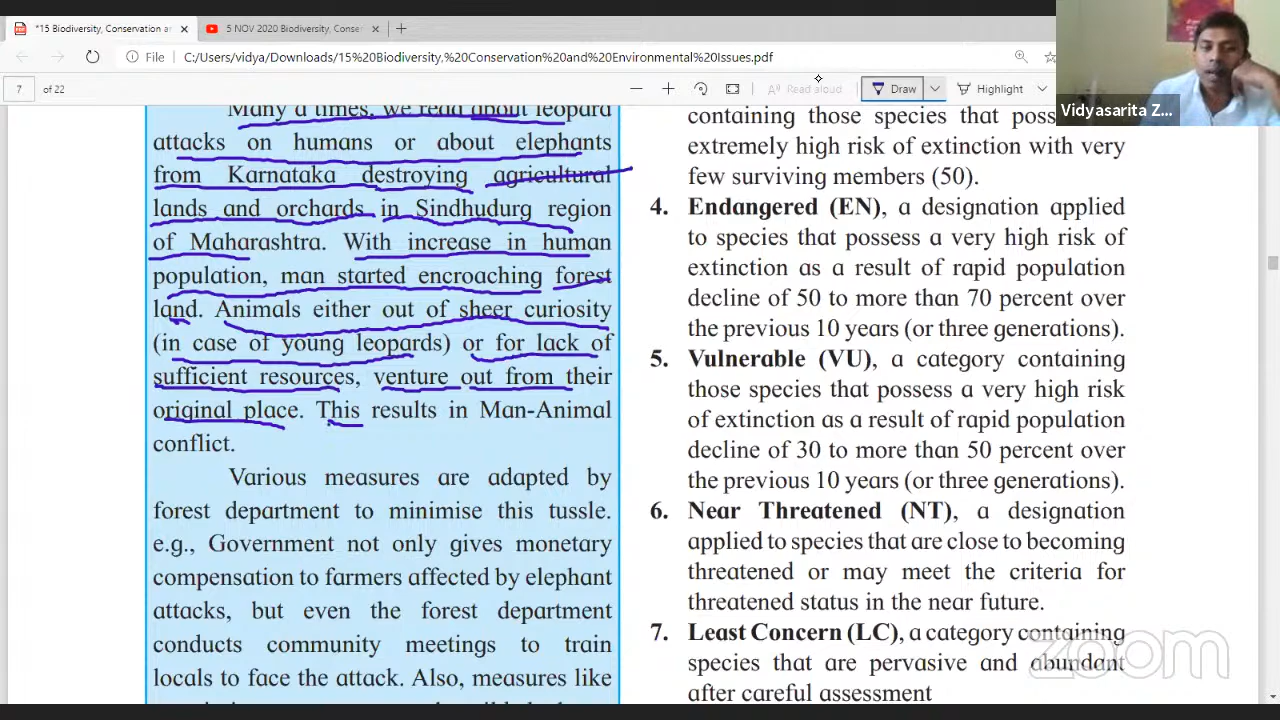 *15 Biodiversity, Conservation a
5 NOV 2020 Biodiversity, Conser
File C:/Users/vidya/Downloads/15%20Biodiversity,%20Conservation%20and%20Environmental%20Issues.pdf
7 of 22
Read aloud Draw Highlight
Vidyasarita Z...
Many a times, we read about leopard
attacks on humans or about elephants
from Karnataka destroying agricultural
lands and orchards in Sindhudurg region
of Maharashtra. With increase in human
population, man started encroaching forest
land. Animals either out of sheer curiosity
(in case of young leopards) or for lack of
sufficient resources, venture out from their
original place. This results in Man-Animal
conflict.
Various measures are adapted by
forest department to minimise this tussle.
e.g., Government not only gives monetary
compensation to farmers affected by elephant
attacks, but even the forest department
conducts community meetings to train
locals to face the attack. Also, measures like
containing those species that poss
extremely high risk of extinction with very
few surviving members (50).
4. Endangered (EN), a designation applied
to species that possess a very high risk of
extinction as a result of rapid population
decline of 50 to more than 70 percent over
the previous 10 years (or three generations).
5. Vulnerable (VU), a category containing
those species that possess a very high risk
of extinction as a result of rapid population
decline of 30 to more than 50 percent over
the previous 10 years (or three generations).
6. Near Threatened (NT), a designation
applied to species that are close to becoming
threatened or may meet the criteria for
threatened status in the near future.
7. Least Concern (LC), a category containing
species that are pervasive and abundant
after careful assessment
zoom